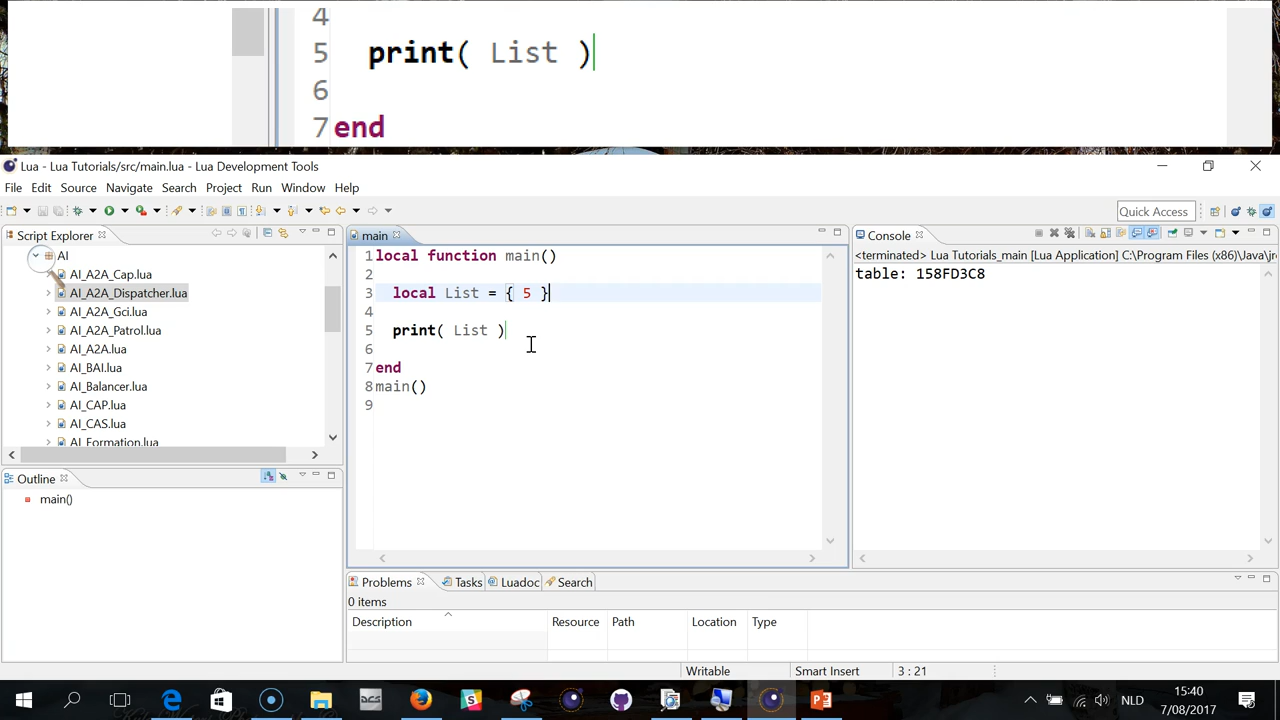 4
5 print( List )
6
7 end
Lua - Lua Tutorials/src/main.lua - Lua Development Tools
File Edit Source Navigate Search Project Run Window Help
Quick Access
Script Explorer
AI
AI_A2A_Cap.lua
AI_A2A_Dispatcher.lua
AI_A2A_Gci.lua
AI_A2A_Patrol.lua
AI_A2A.lua
AI_BAI.lua
AI_Balancer.lua
AI_CAP.lua
AI_CAS.lua
AI_Formation.lua
Outline
main()
main
1 local function main()
2
3 local List = { 5 }
4
5 print( List )
6
7 end
8 main()
9
Console
<terminated> Lua Tutorials_main [Lua Application] C:\Program Files (x86)\Java\jr
table: 158FD3C8
Problems Tasks Luadoc Search
0 items
Description Resource Path Location Type
Writable Smart Insert 3 : 21
DCS
NLD
15:40
7/08/2017